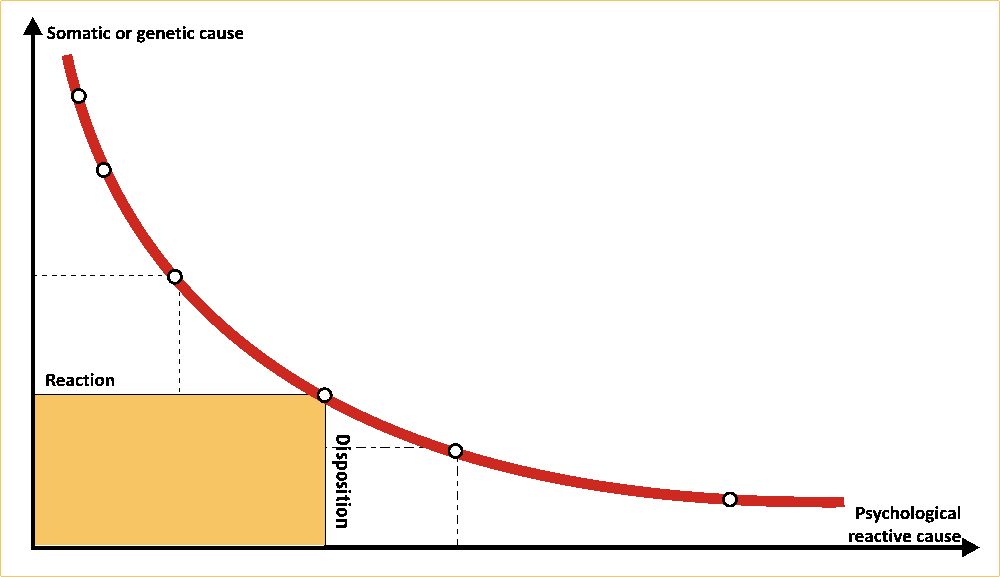 Somatic or genetic cause
Reaction
Disposition
Psychological
reactive cause